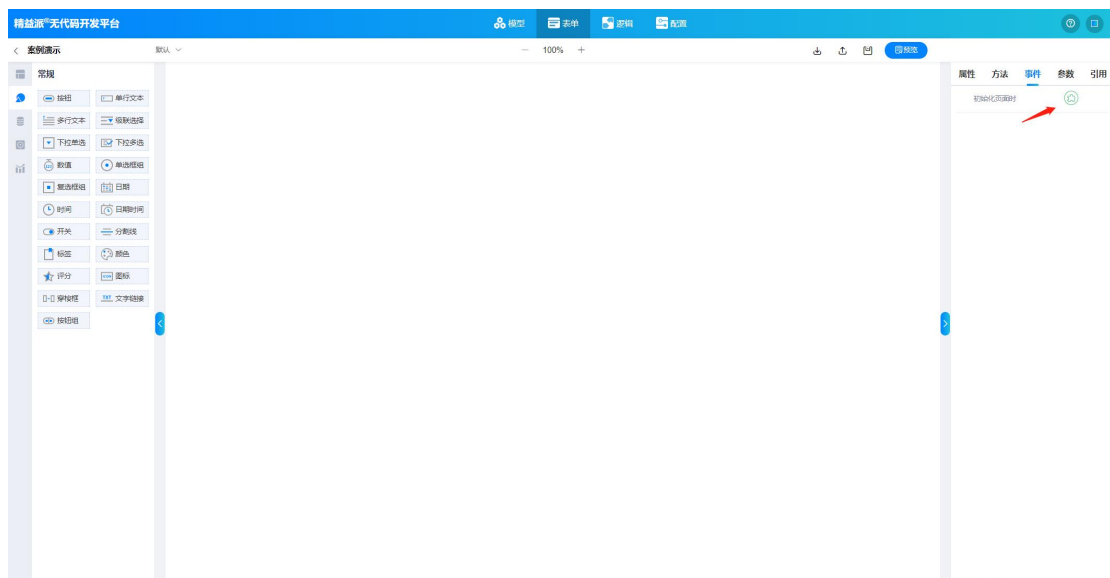 精益派®无代码开发平台 模型 表单 逻辑 配置
案例演示 默认 100% 预览
常规
按钮 单行文本
多行文本 级联选择
下拉单选 下拉多选
数值 单选框组
复选框组 日期
时间 日期时间
开关 分割线
标签 颜色
评分 图标
穿梭框 文字链接
按钮组
属性 方法 事件 参数 引用
初始化页面时